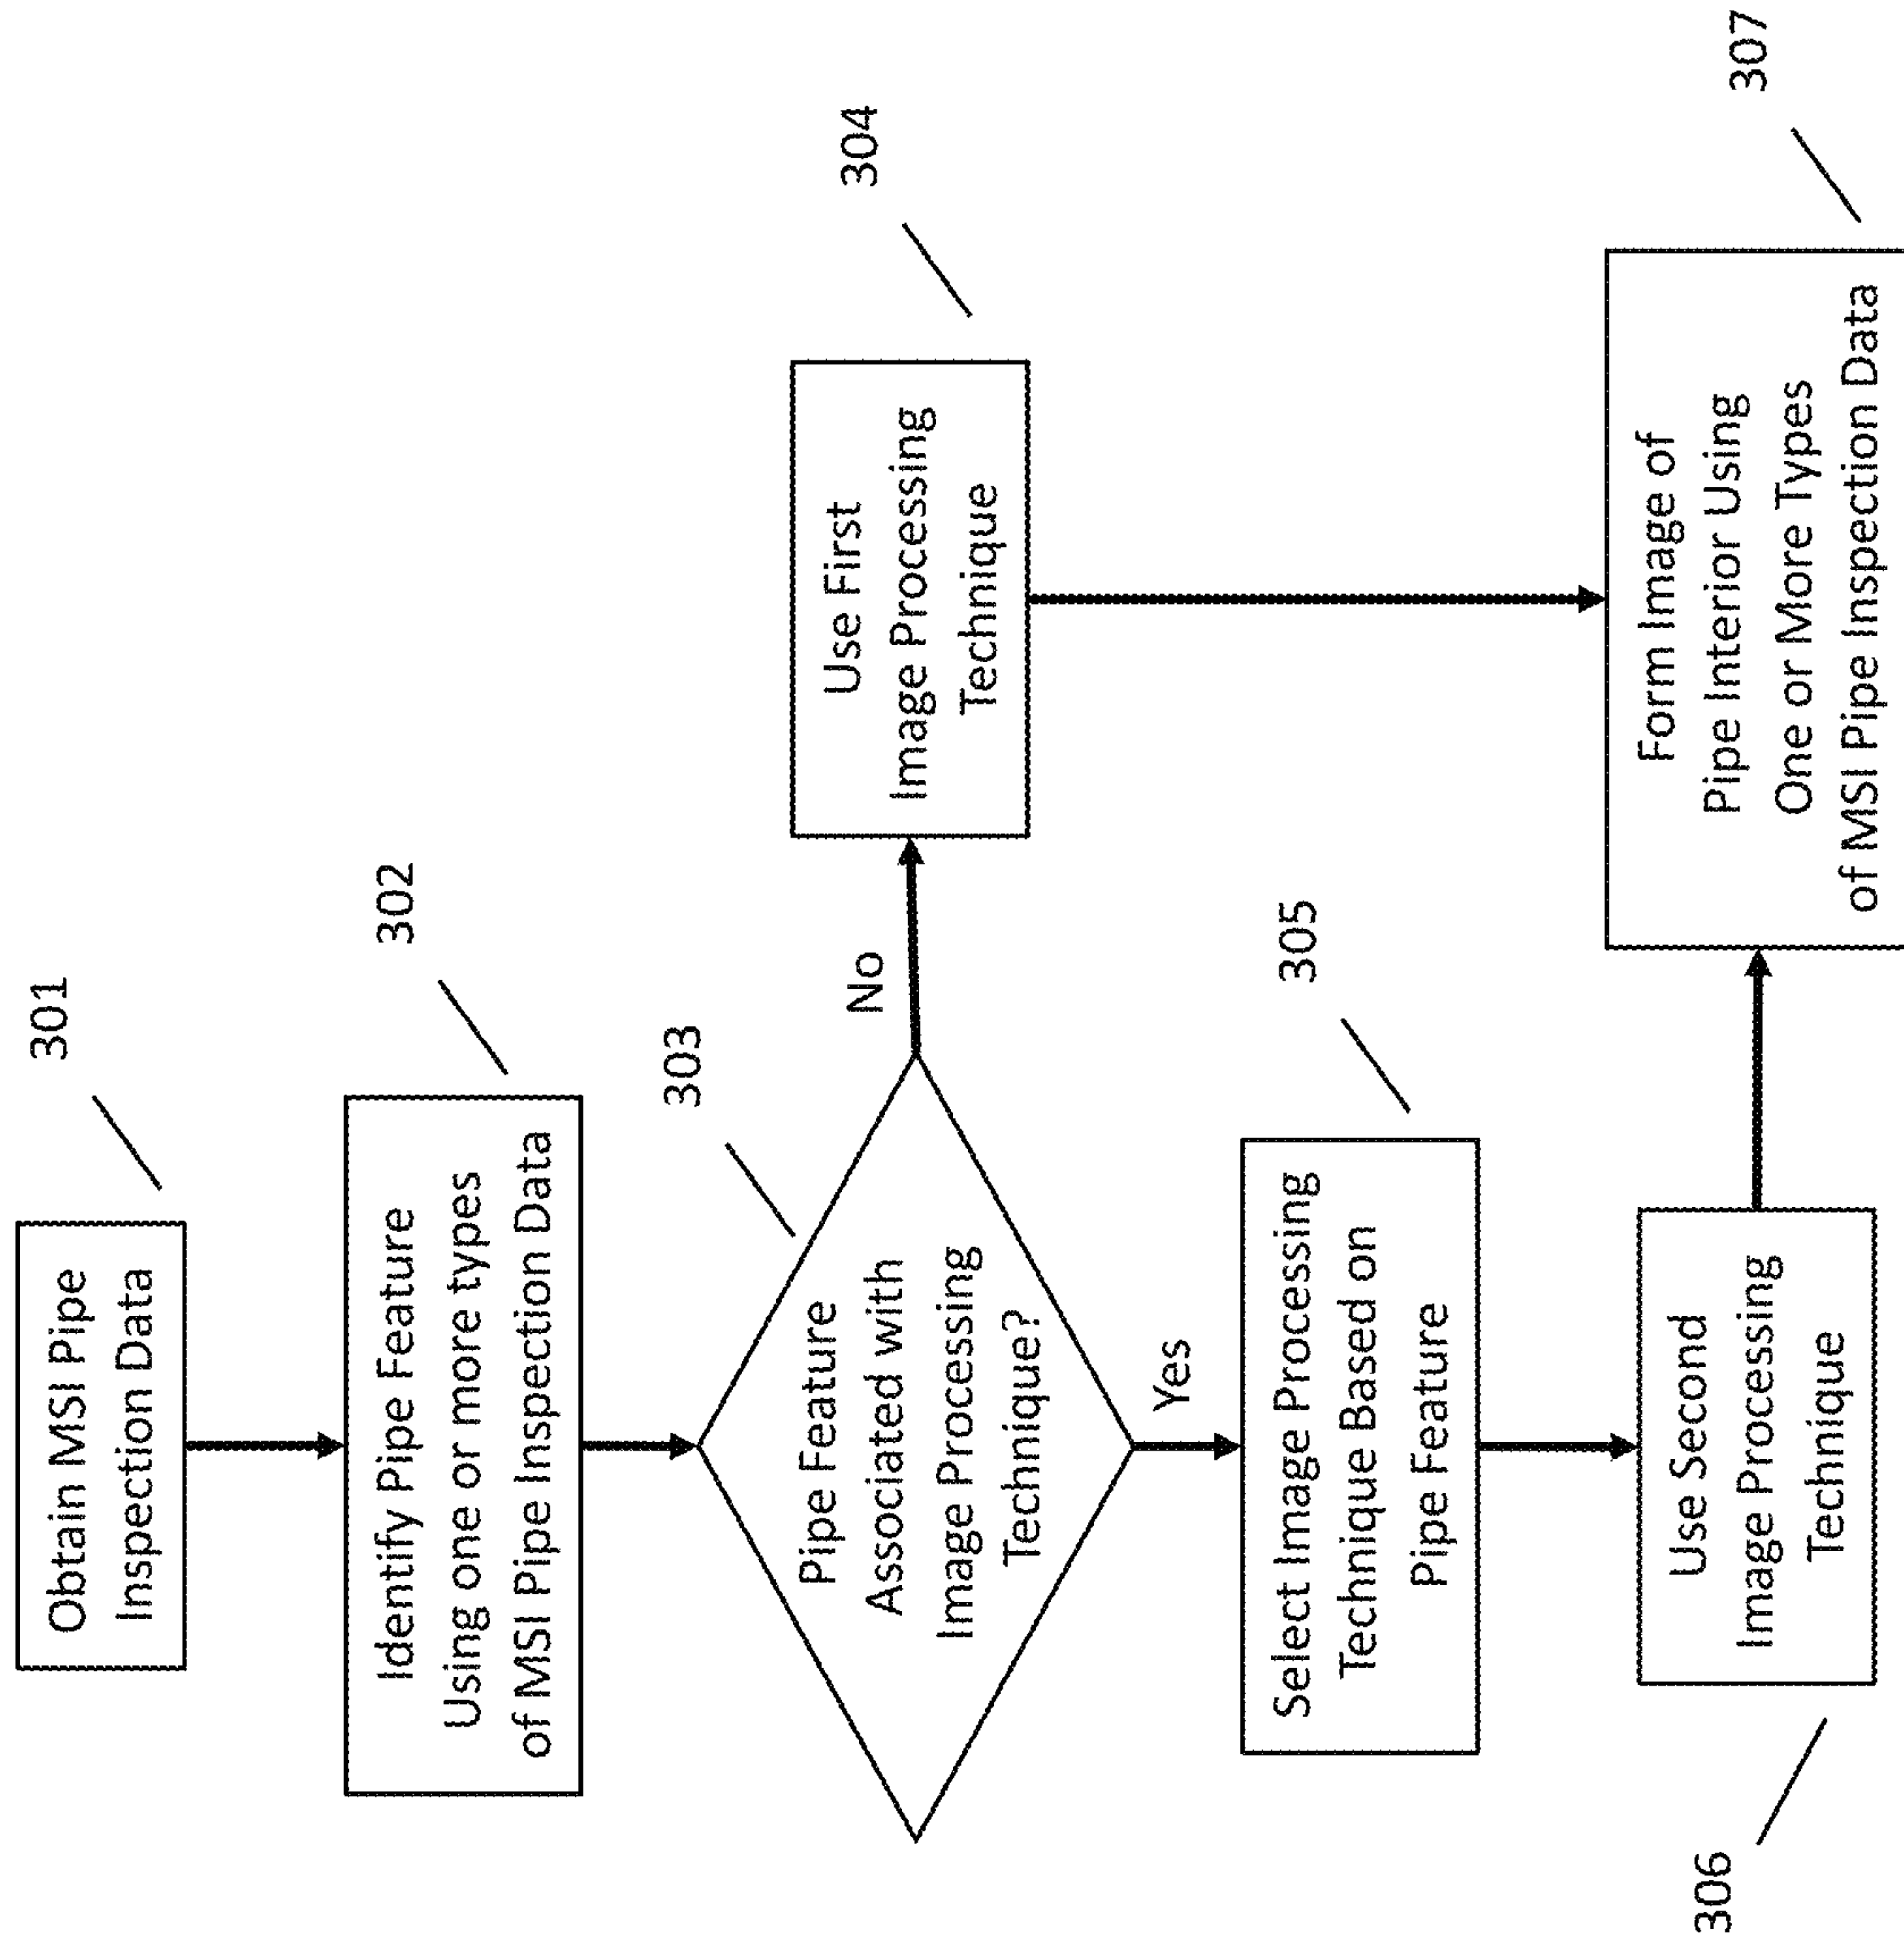 301
Obtain MSI Pipe
Inspection Data
302
Identify Pipe Feature
Using one or more types
of MSI Pipe Inspection Data
303
Pipe Feature
Associated with
Image Processing
Technique?
No
304
Use First
Image Processing
Technique
Yes
305
Select Image Processing
Technique Based on
Pipe Feature
306
Use Second
Image Processing
Technique
307
Form Image of
Pipe Interior Using
One or More Types
of MSI Pipe Inspection Data